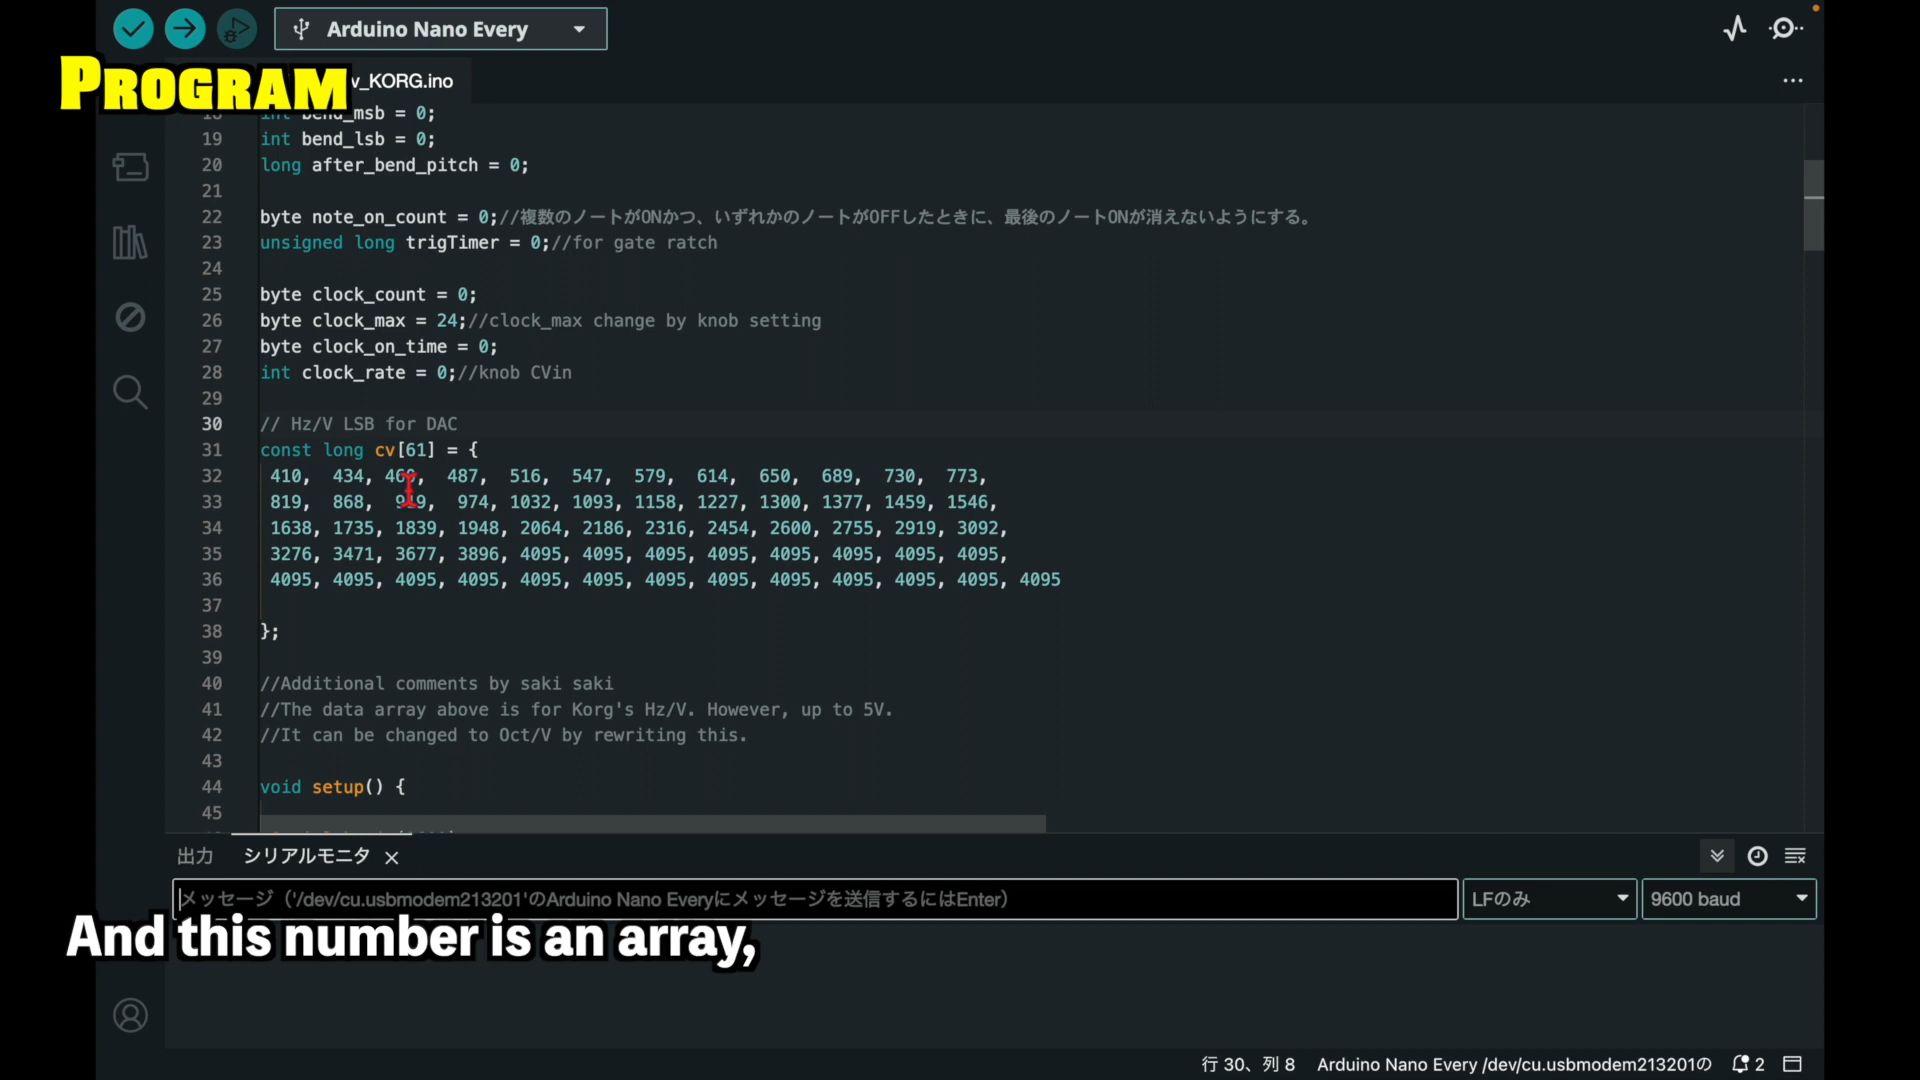 Arduino Nano Every
PROGRAM
v_KORG.ino
18 int bend_msb = 0;
19 int bend_lsb = 0;
20 long after_bend_pitch = 0;
21
22 byte note_on_count = 0;//複数のノートがONかつ、いずれかのノートがOFFしたときに、最後のノートONが消えないようにする。
23 unsigned long trigTimer = 0;//for gate ratch
24
25 byte clock_count = 0;
26 byte clock_max = 24;//clock_max change by knob setting
27 byte clock_on_time = 0;
28 int clock_rate = 0;//knob CVin
29
30 // Hz/V LSB for DAC
31 const long cv[61] = {
32 410, 434, 460, 487, 516, 547, 579, 614, 650, 689, 730, 773,
33 819, 868, 919, 974, 1032, 1093, 1158, 1227, 1300, 1377, 1459, 1546,
34 1638, 1735, 1839, 1948, 2064, 2186, 2316, 2454, 2600, 2755, 2919, 3092,
35 3276, 3471, 3677, 3896, 4095, 4095, 4095, 4095, 4095, 4095, 4095, 4095,
36 4095, 4095, 4095, 4095, 4095, 4095, 4095, 4095, 4095, 4095, 4095, 4095, 4095
37
38 };
39
40 //Additional comments by saki saki
41 //The data array above is for Korg's Hz/V. However, up to 5V.
42 //It can be changed to Oct/V by rewriting this.
43
44 void setup() {
45
出力 シリアルモニタ
メッセージ（'/dev/cu.usbmodem213201'のArduino Nano Everyにメッセージを送信するにはEnter） LFのみ 9600 baud
And this number is an array,
行 30、列 8 Arduino Nano Every /dev/cu.usbmodem213201の 2